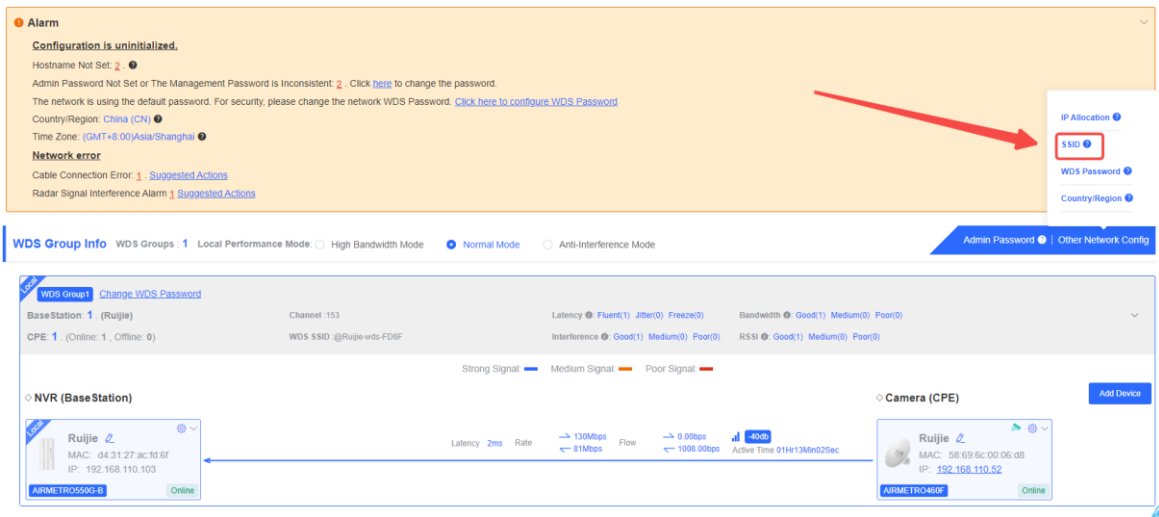 Alarm
Configuration is uninitialized.
Hostname Not Set: 2 .
Admin Password Not Set or The Management Password is Inconsistent: 2 . Click here to change the password.
The network is using the default password. For security, please change the network WDS Password. Click here to configure WDS Password
Country/Region: China (CN)
Time Zone: (GMT+8:00)Asia/Shanghai
Network error
Cable Connection Error: 1 . Suggested Actions
Radar Signal Interference Alarm 1 Suggested Actions
IP Allocation
SSID
WDS Password
Country/Region
WDS Group Info WDS Groups : 1 Local Performance Mode: High Bandwidth Mode Normal Mode Anti-Interference Mode
Admin Password | Other Network Config
Local
WDS Group1 Change WDS Password
BaseStation: 1 . (Ruijie) Channel :153 Latency : Fluent(1) Jitter(0) Freeze(0) Bandwidth : Good(1) Medium(0) Poor(0)
CPE: 1 . (Online: 1 , Offline: 0) WDS SSID :@Ruijie-wds-FD6F Interference : Good(1) Medium(0) Poor(0) RSSI : Good(1) Medium(0) Poor(0)
Strong Signal: Medium Signal: Poor Signal:
NVR (BaseStation) Camera (CPE) Add Device
Local
Ruijie
MAC: d4:31:27:ac:fd:6f
IP: 192.168.110.103
AIRMETRO550G-B Online
Latency 2ms Rate 130Mbps 81Mbps Flow 0.00bps 1008.00bps -40db Active Time 01Hr13Min02Sec
Ruijie
MAC: 58:69:6c:00:06:d8
IP: 192.168.110.52
AIRMETRO460F Online